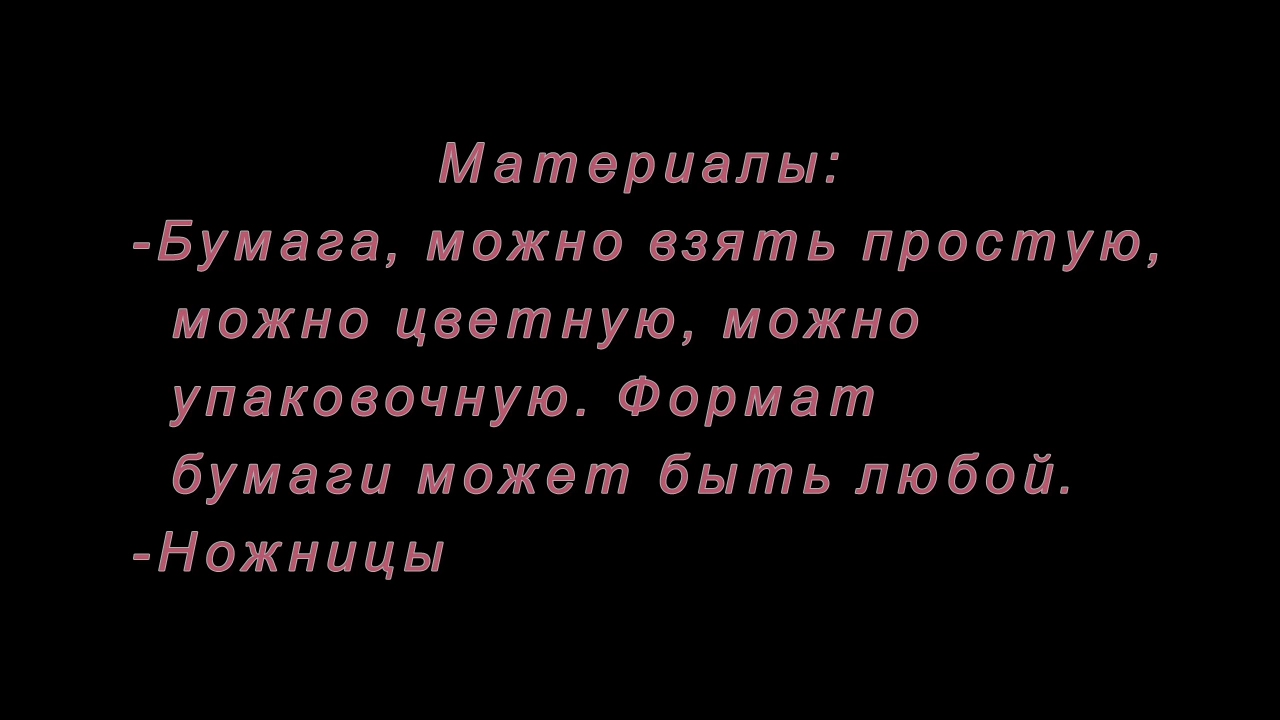 Материалы:
-Бумага, можно взять простую,
можно цветную, можно
упаковочную. Формат
бумаги может быть любой.
-Ножницы